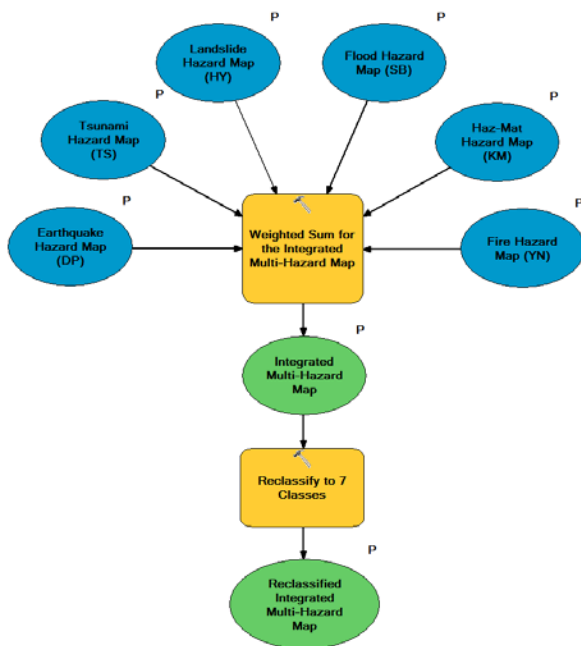 P
Landslide
Hazard Map
(HY)
P
Flood Hazard
Map (SB)
P
Tsunami
Hazard Map
(TS)
P
Haz-Mat
Hazard Map
(KM)
P
Earthquake
Hazard Map
(DP)
Weighted Sum for
the Integrated
Multi-Hazard Map
P
Fire Hazard
Map (YN)
P
Integrated
Multi-Hazard
Map
Reclassify to 7
Classes
P
Reclassified
Integrated
Multi-Hazard
Map